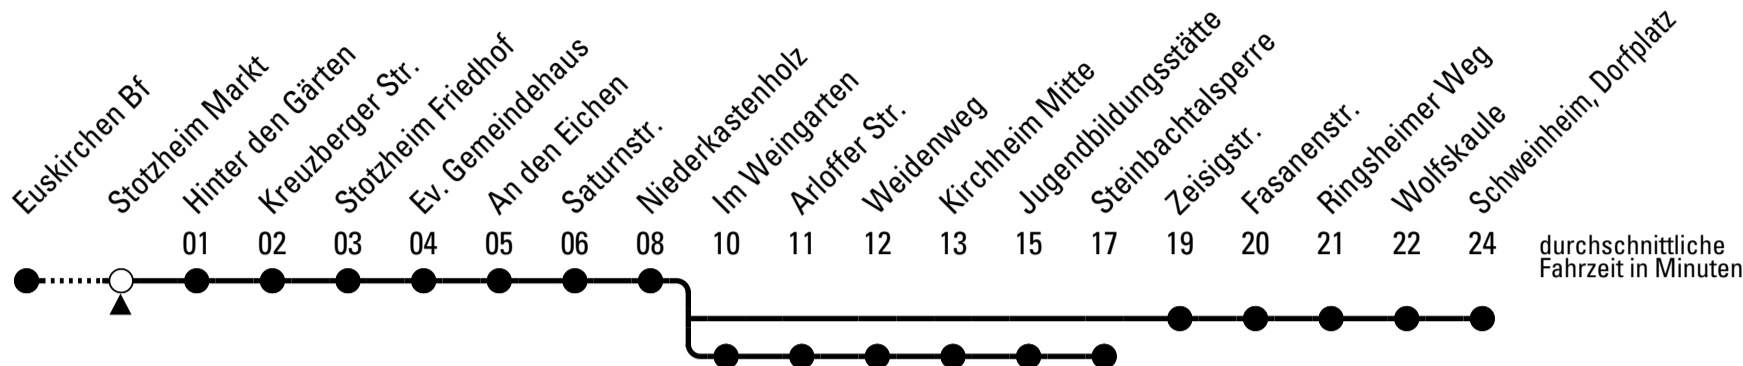 Euskirchen Bf
Stotzheim Markt
Hinter den Gärten
Kreuzberger Str.
Stotzheim Friedhof
Ev. Gemeindehaus
An den Eichen
Saturnstr.
Niederkastenholz
Im Weingarten
Arloffer Str.
Weidenweg
Kirchheim Mitte
Jugendbildungsstätte
Steinbachtalsperre
Zeisigstr.
Fasanenstr.
Ringsheimer Weg
Wolfskaule
Schweinheim, Dorfplatz
01 02 03 04 05 06 08 10 11 12 13 15 17 19 20 21 22 24
durchschnittliche
Fahrzeit in Minuten